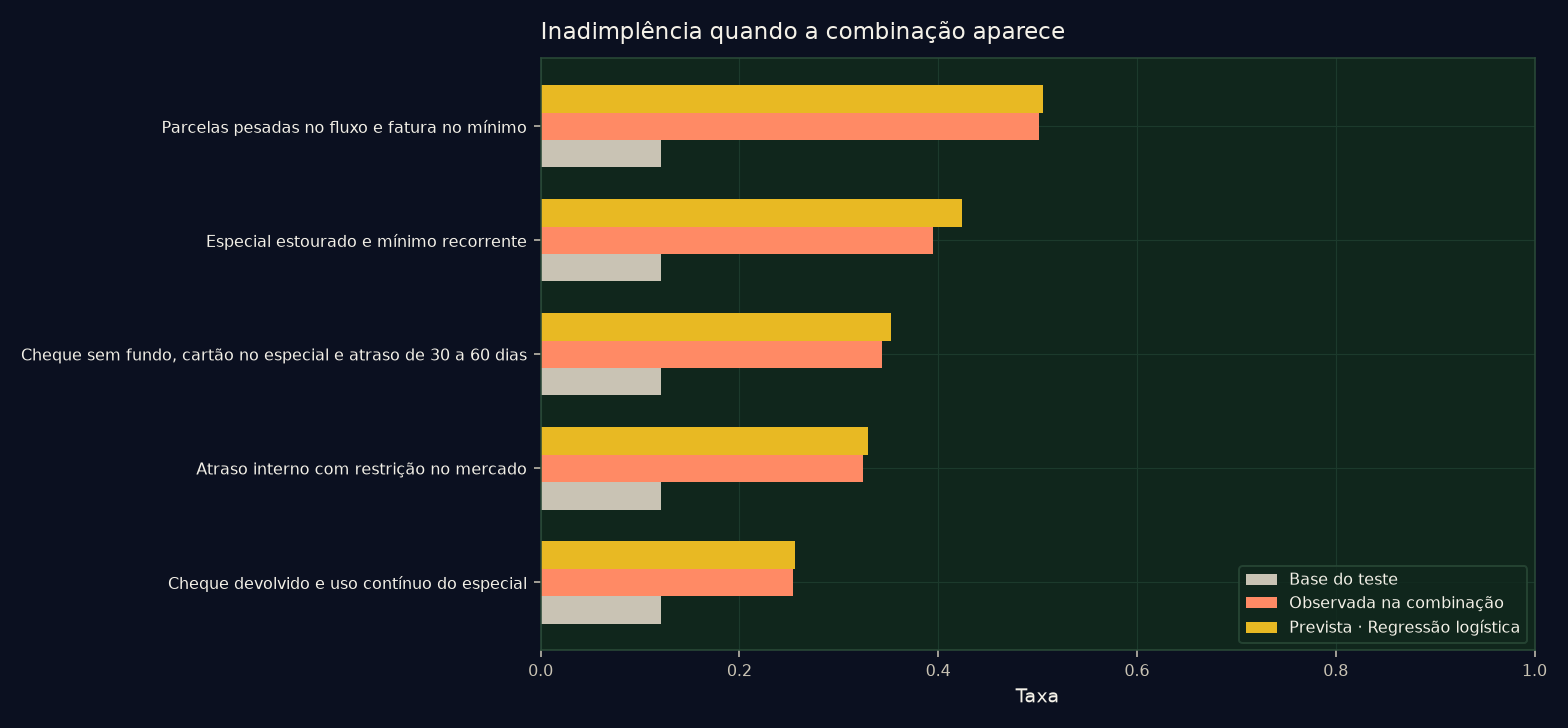 Inadimplência quando a combinação aparece
Parcelas pesadas no fluxo e fatura no mínimo
Especial estourado e mínimo recorrente
Cheque sem fundo, cartão no especial e atraso de 30 a 60 dias
Atraso interno com restrição no mercado
Cheque devolvido e uso contínuo do especial
Base do teste
Observada na combinação
Prevista · Regressão logística
0.0 0.2 0.4 0.6 0.8 1.0
Taxa